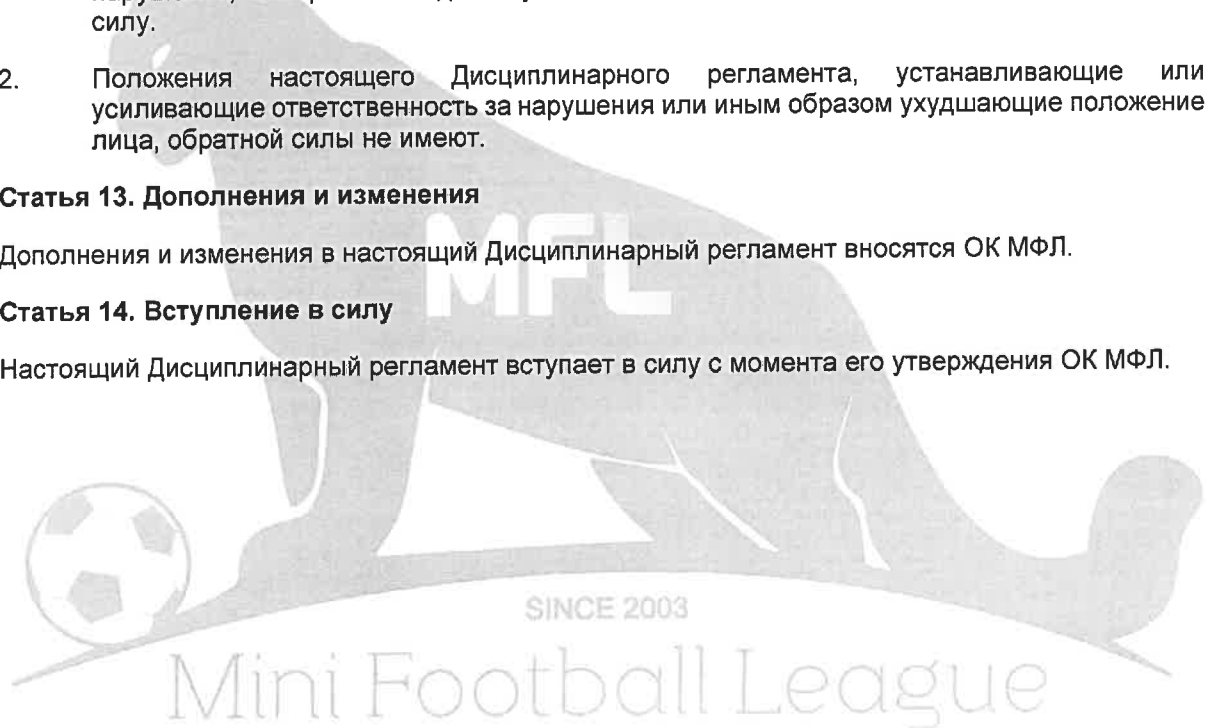 силу.
2. Положения настоящего Дисциплинарного регламента, устанавливающие или
усиливающие ответственность за нарушения или иным образом ухудшающие положение
лица, обратной силы не имеют.
Статья 13. Дополнения и изменения
Дополнения и изменения в настоящий Дисциплинарный регламент вносятся ОК МФЛ.
Статья 14. Вступление в силу
Настоящий Дисциплинарный регламент вступает в силу с момента его утверждения ОК МФЛ.
MFL
SINCE 2003
Mini Football League